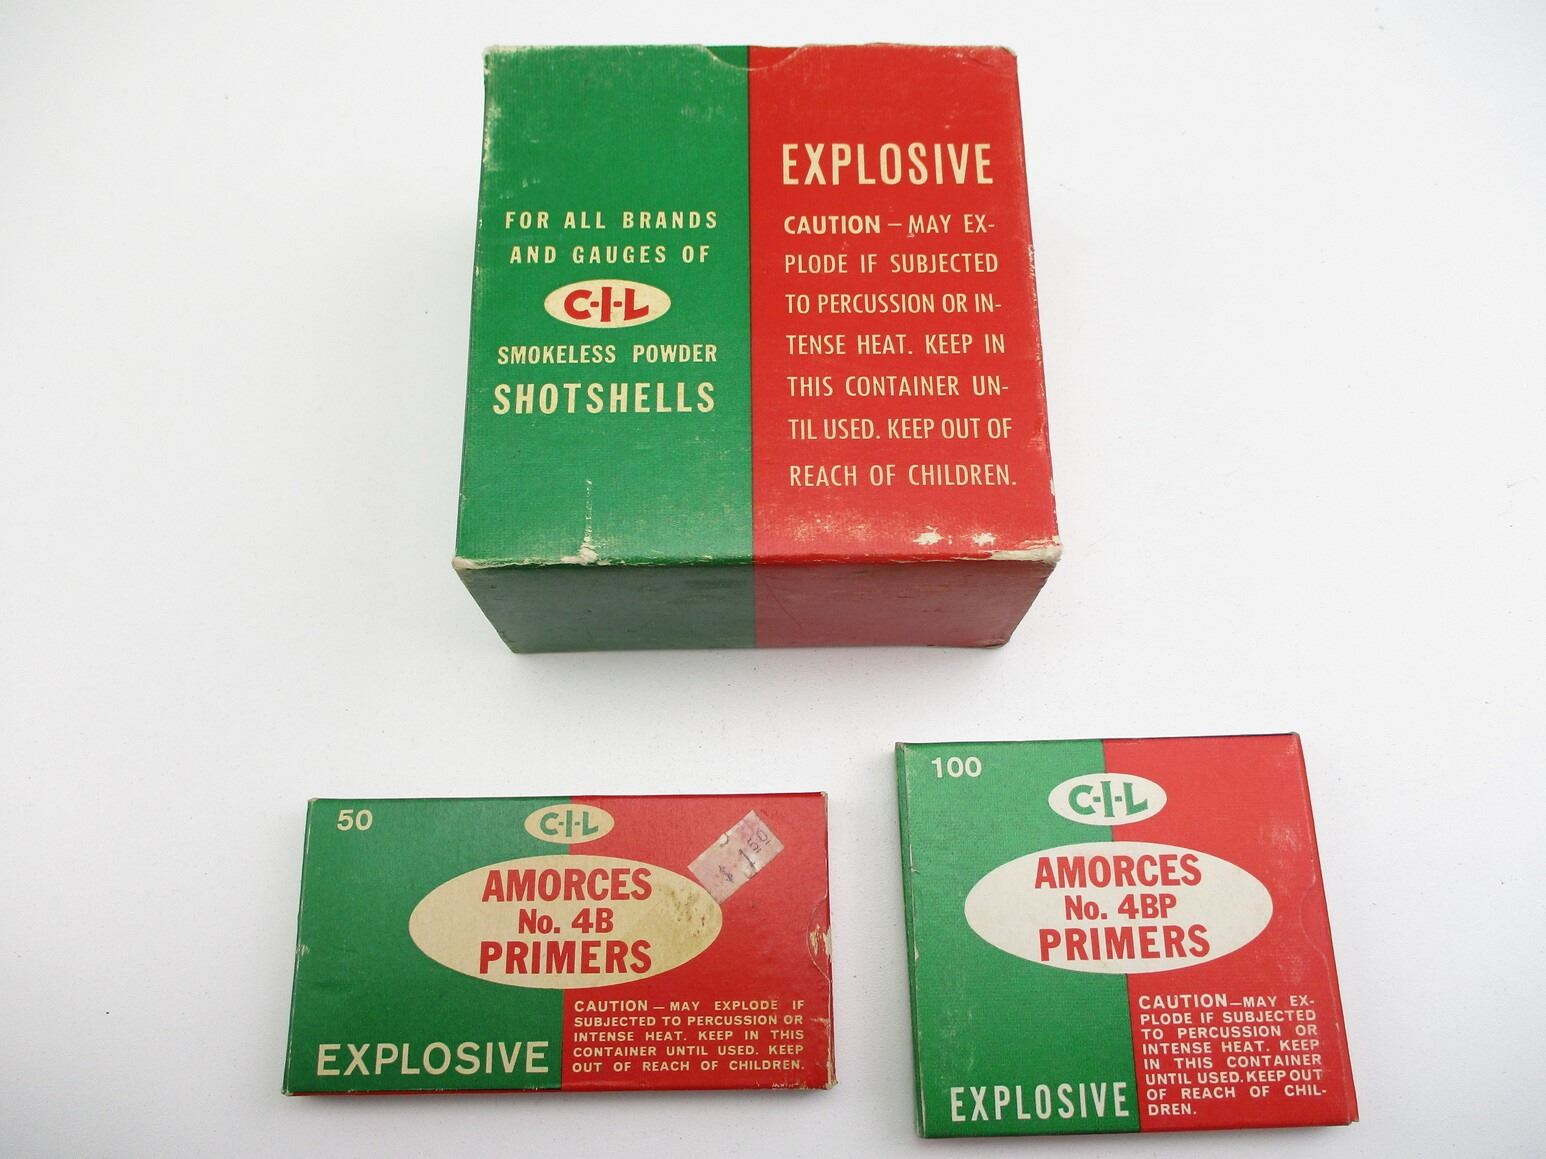 FOR ALL BRANDS
AND GAUGES OF
C-I-L
SMOKELESS POWDER
SHOTSHELLS
EXPLOSIVE
CAUTION – MAY EX-
PLODE IF SUBJECTED
TO PERCUSSION OR IN-
TENSE HEAT. KEEP IN
THIS CONTAINER UN-
TIL USED. KEEP OUT OF
REACH OF CHILDREN.
50
C-I-L
AMORCES
No. 4B
PRIMERS
EXPLOSIVE
CAUTION – MAY EXPLODE IF
SUBJECTED TO PERCUSSION OR
INTENSE HEAT. KEEP IN THIS
CONTAINER UNTIL USED. KEEP
OUT OF REACH OF CHILDREN.
100
C-I-L
AMORCES
No. 4BP
PRIMERS
EXPLOSIVE
CAUTION–MAY EX-
PLODE IF SUBJECTED
TO PERCUSSION OR
INTENSE HEAT. KEEP
IN THIS CONTAINER
UNTIL USED. KEEP OUT
OF REACH OF CHIL-
DREN.